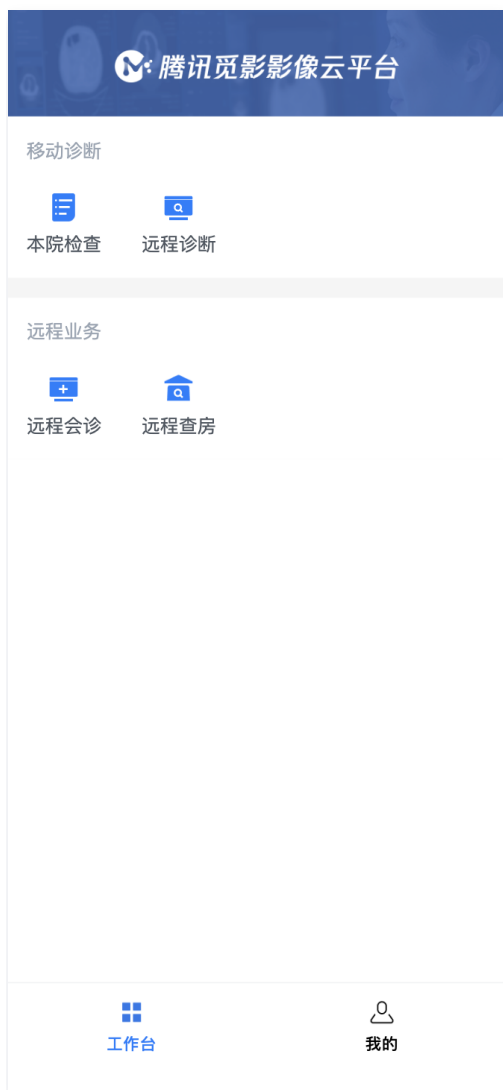 腾讯觅影影像云平台
移动诊断
本院检查 远程诊断
远程业务
远程会诊 远程查房
工作台 我的